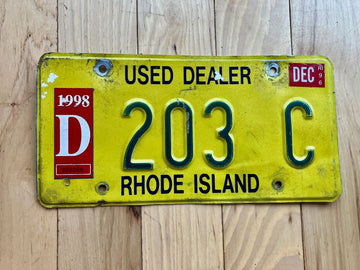 USED DEALER
DEC
1998
D
203 C
RHODE ISLAND